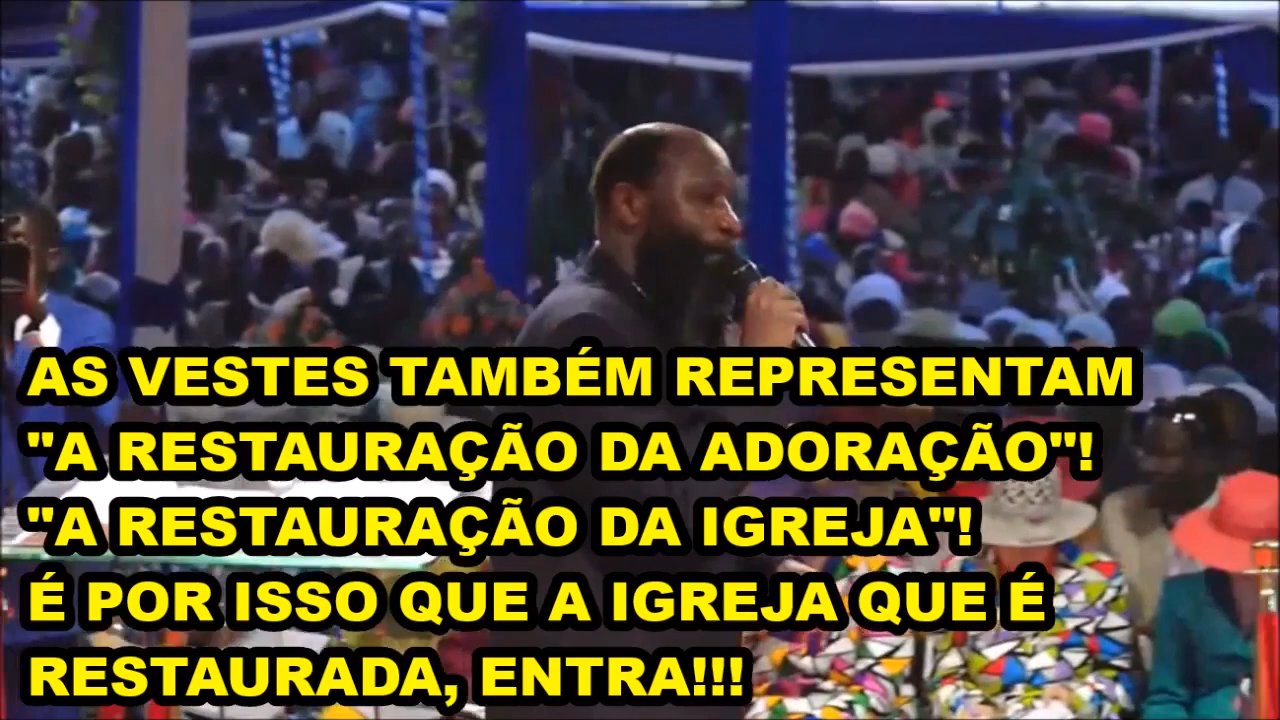 AS VESTES TAMBÉM REPRESENTAM
"A RESTAURAÇÃO DA ADORAÇÃO"!
"A RESTAURAÇÃO DA IGREJA"!
É POR ISSO QUE A IGREJA QUE É
RESTAURADA, ENTRA!!!